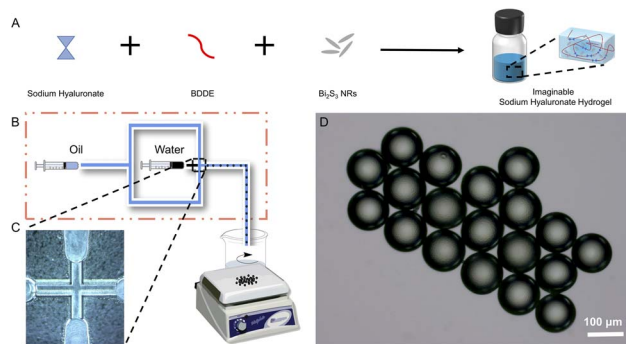 A
Sodium Hyaluronate
BDDE
Bi₂S₃ NRs
Imaginable
Sodium Hyaluronate Hydrogel
B
Oil
Water
C
D
100 μm